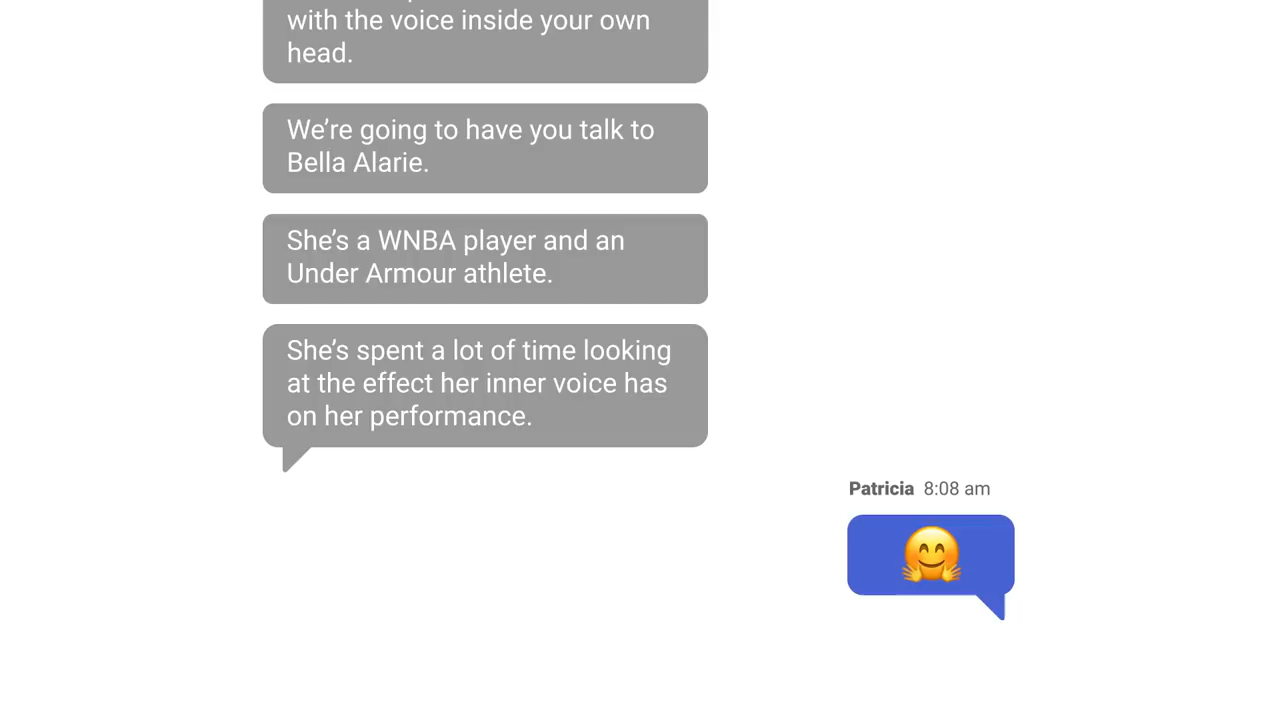 with the voice inside your own
head.
We’re going to have you talk to
Bella Alarie.
She’s a WNBA player and an
Under Armour athlete.
She’s spent a lot of time looking
at the effect her inner voice has
on her performance.
Patricia 8:08 am
🤗